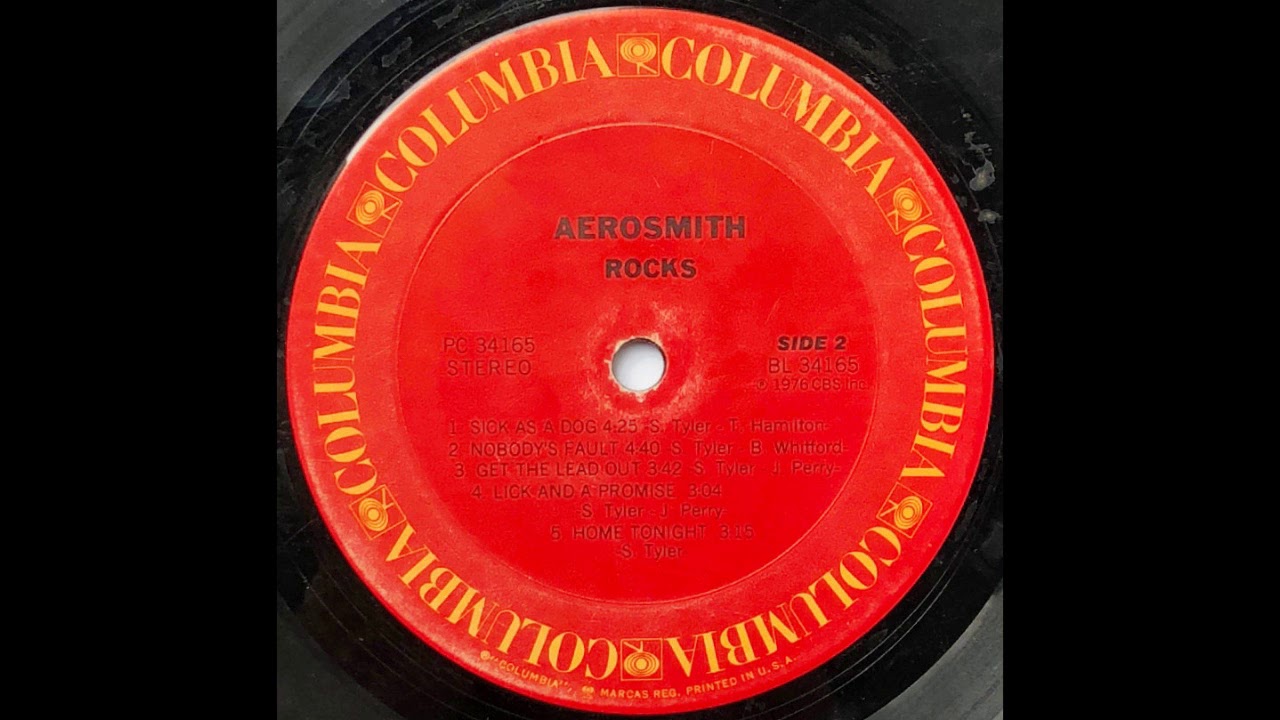 COLUMBIA COLUMBIA COLUMBIA COLUMBIA COLUMBIA COLUMBIA
AEROSMITH
ROCKS
PC 34165
STEREO
SIDE 2
BL 34165
℗ 1976 CBS Inc.
1. SICK AS A DOG 4:25 -S. Tyler - T. Hamilton-
2. NOBODY'S FAULT 4:40 -S. Tyler - B. Whitford-
3. GET THE LEAD OUT 3:42 -S. Tyler - J. Perry-
4. LICK AND A PROMISE 3:04
-S. Tyler - J. Perry-
5. HOME TONIGHT 3:15
-S. Tyler-
"COLUMBIA" MARCAS REG. PRINTED IN U.S.A.